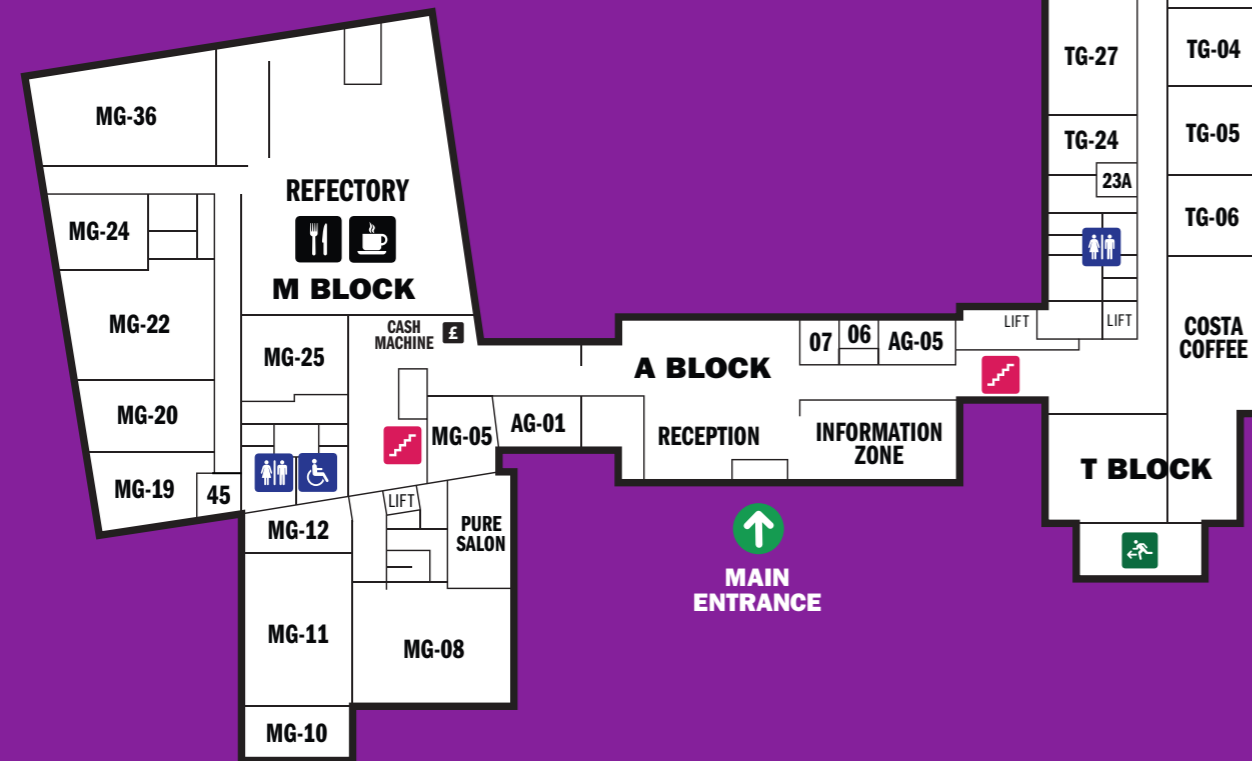 MG-36
REFECTORY
M BLOCK
MG-24
MG-22
MG-20
MG-19
45
MG-25
CASH
MACHINE
£
MG-05
AG-01
LIFT
MG-12
PURE
SALON
MG-11
MG-08
MG-10
A BLOCK
07
06
AG-05
RECEPTION
INFORMATION
ZONE
MAIN
ENTRANCE
TG-27
TG-04
TG-24
TG-05
23A
TG-06
LIFT
LIFT
COSTA
COFFEE
T BLOCK